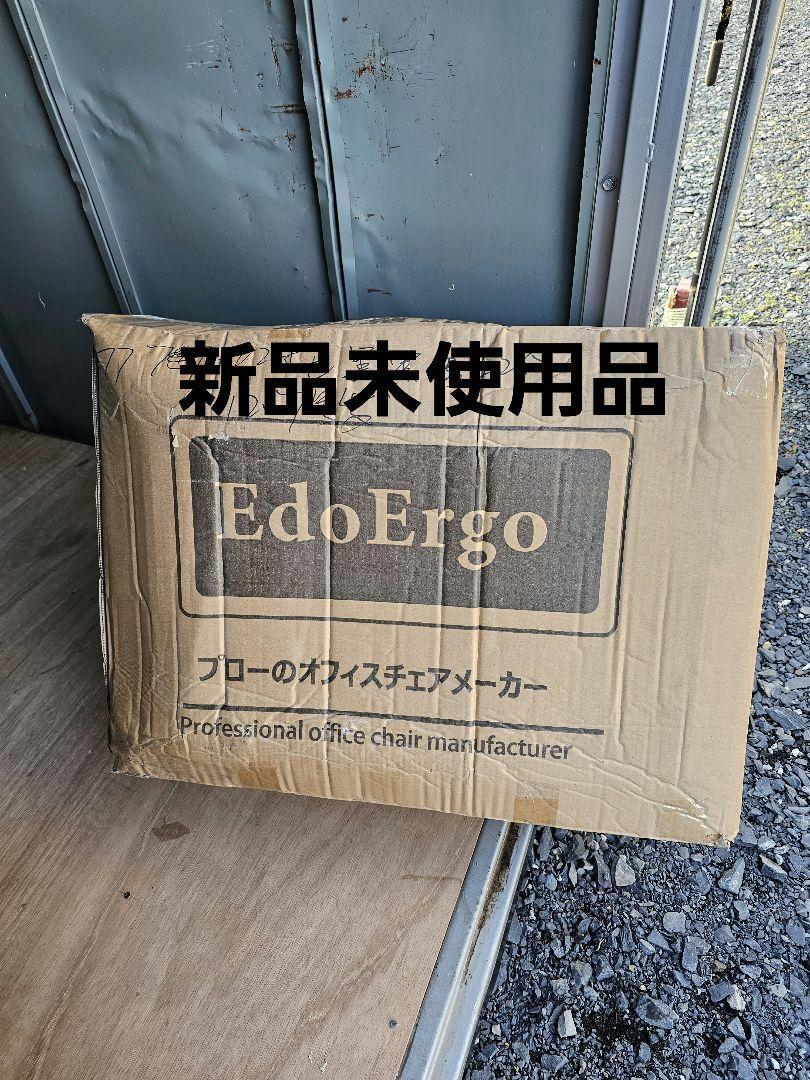 新品未使用品
EdoErgo
プローのオフィスチェアメーカー
Professional office chair manufacturer